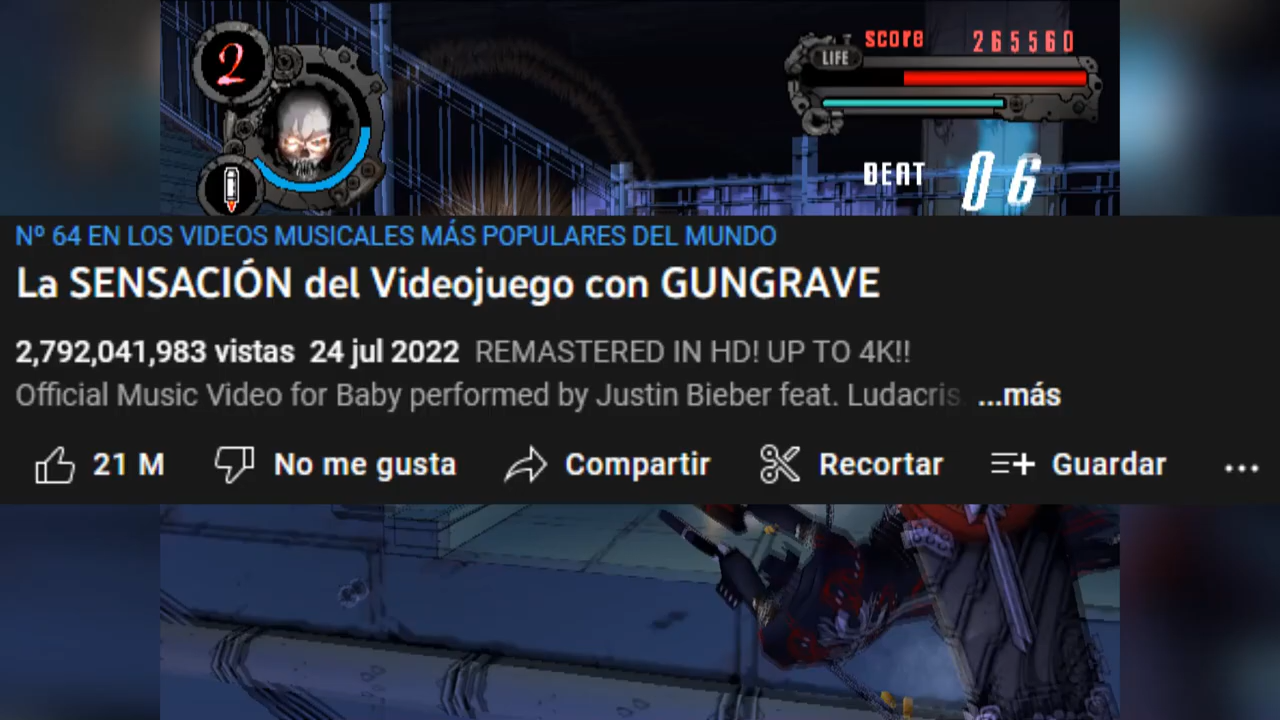 2
LIFE
score 265560
BEAT 06
Nº 64 EN LOS VIDEOS MUSICALES MÁS POPULARES DEL MUNDO
La SENSACIÓN del Videojuego con GUNGRAVE
2,792,041,983 vistas 24 jul 2022 REMASTERED IN HD! UP TO 4K!!
Official Music Video for Baby performed by Justin Bieber feat. Ludacris ...más
21 M No me gusta Compartir Recortar Guardar ...